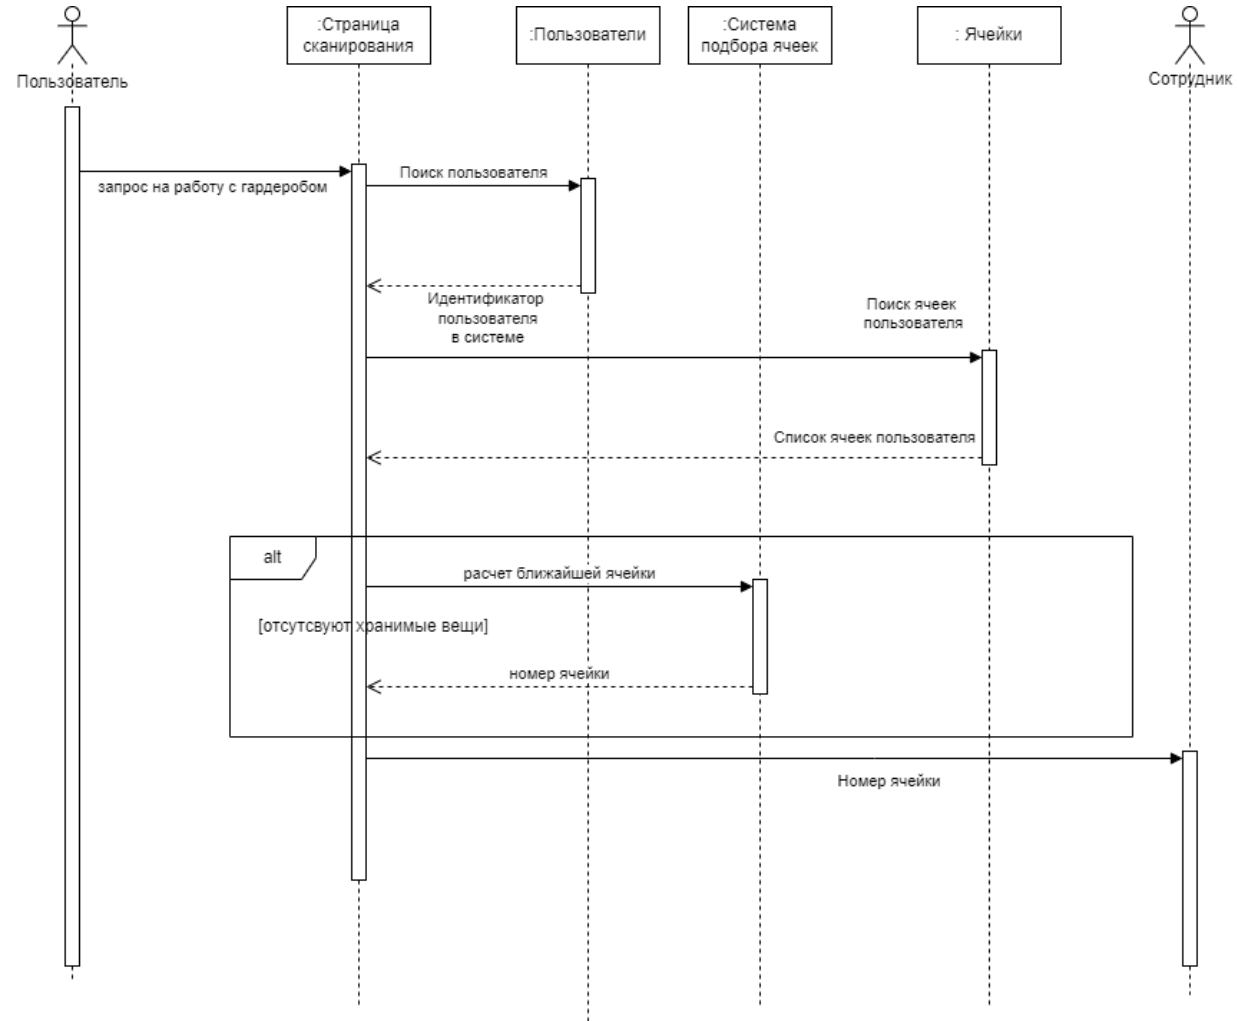 :Страница
сканирования
:Пользователи
:Система
подбора ячеек
: Ячейки
Пользователь
Сотрудник
запрос на работу с гардеробом
Поиск пользователя
Идентификатор
пользователя
в системе
Поиск ячеек
пользователя
Список ячеек пользователя
alt
расчет ближайшей ячейки
[отсутсвуют хранимые вещи]
номер ячейки
Номер ячейки